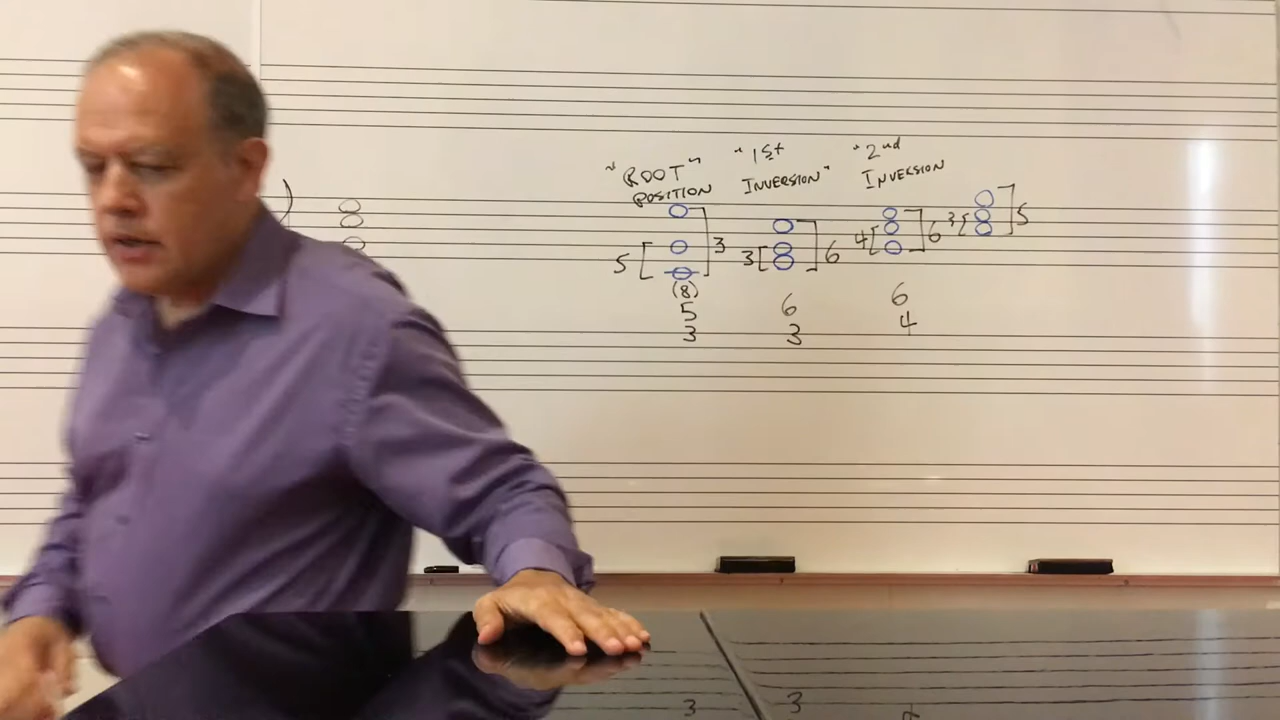 "ROOT" POSITION
"1st INVERSION"
"2nd INVERSION
5 3
3 6
4 6
3 5
(8) 5 3
6 3
6 4